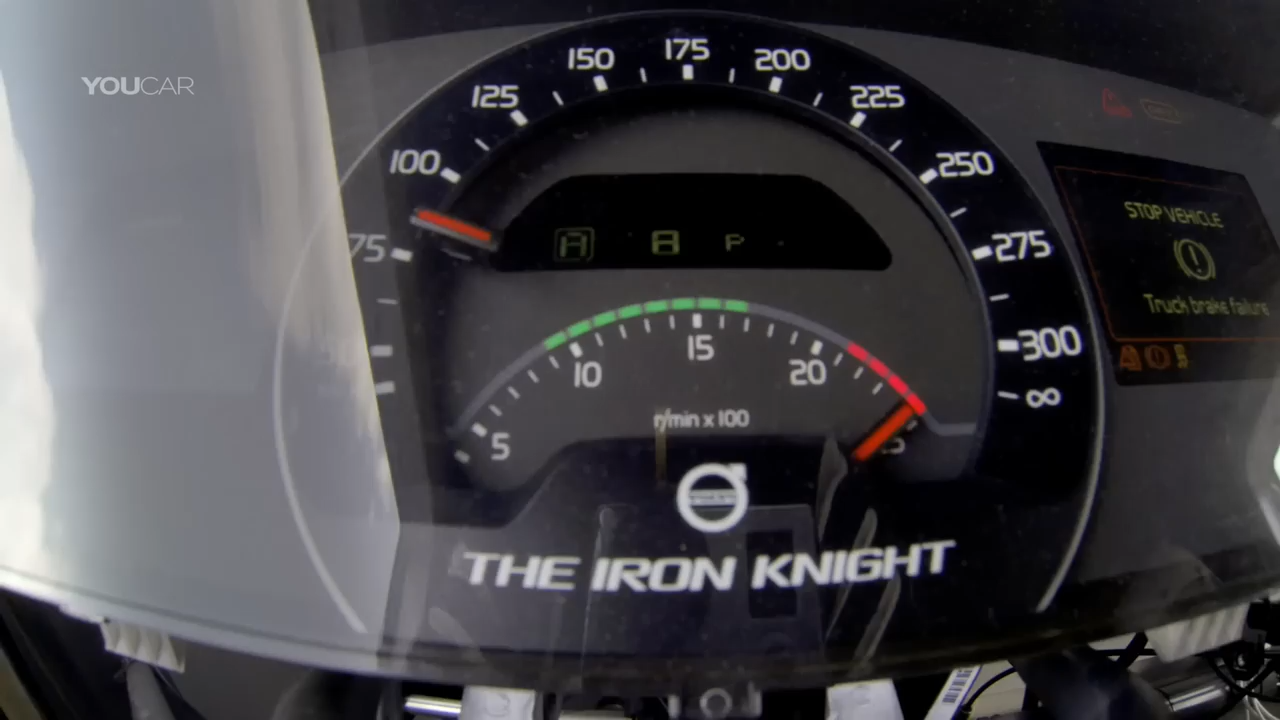 YOUCAR
75
100
125
150
175
200
225
250
275
300
∞
A 8 P
5
10
15
20
r/min x 100
VOLVO
THE IRON KNIGHT
STOP VEHICLE
Truck brake failure